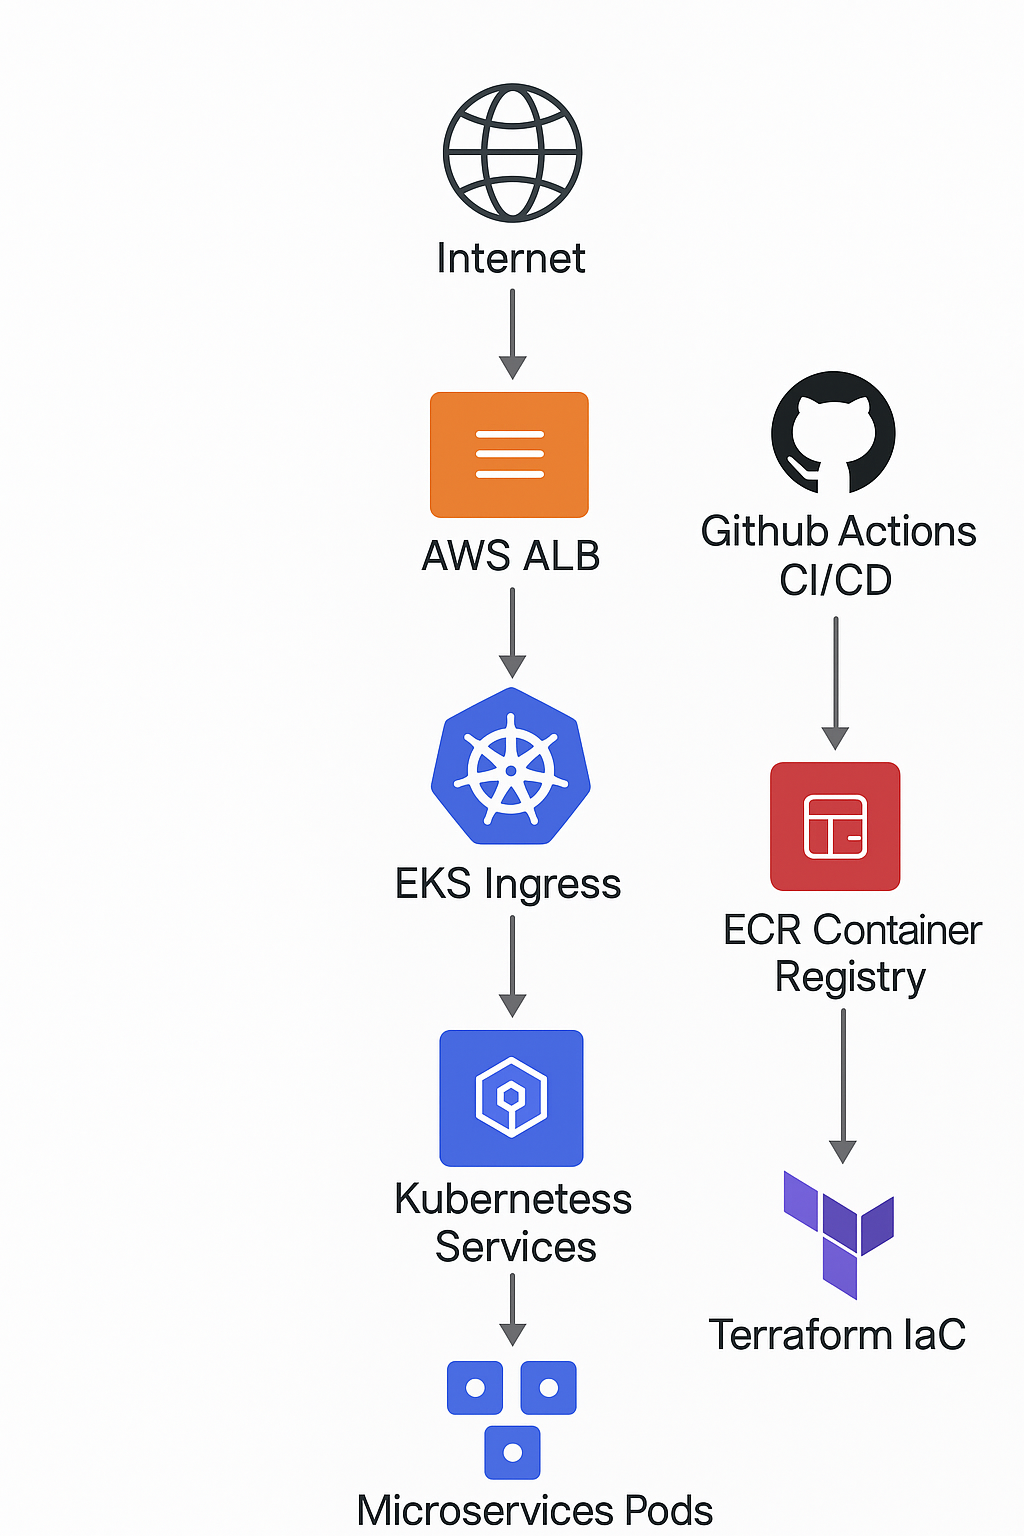 Internet
AWS ALB
EKS Ingress
Kubernetess
Services
Microservices Pods
Github Actions
CI/CD
ECR Container
Registry
Terraform IaC